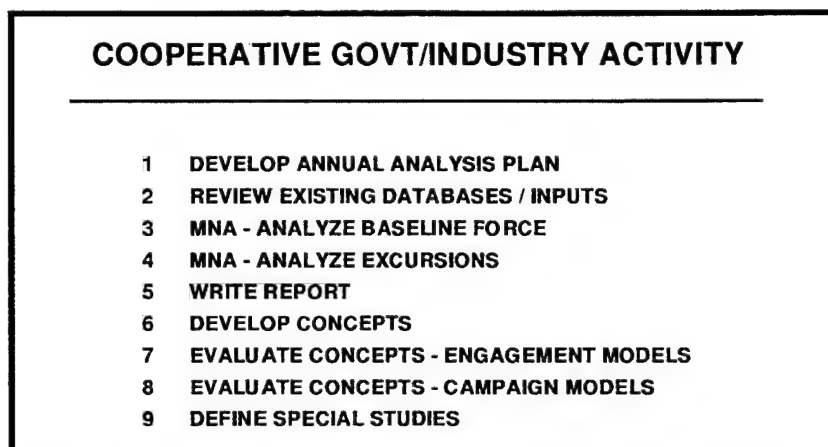 COOPERATIVE GOVT/INDUSTRY ACTIVITY
1 DEVELOP ANNUAL ANALYSIS PLAN
2 REVIEW EXISTING DATABASES / INPUTS
3 MNA - ANALYZE BASELINE FORCE
4 MNA - ANALYZE EXCURSIONS
5 WRITE REPORT
6 DEVELOP CONCEPTS
7 EVALUATE CONCEPTS - ENGAGEMENT MODELS
8 EVALUATE CONCEPTS - CAMPAIGN MODELS
9 DEFINE SPECIAL STUDIES